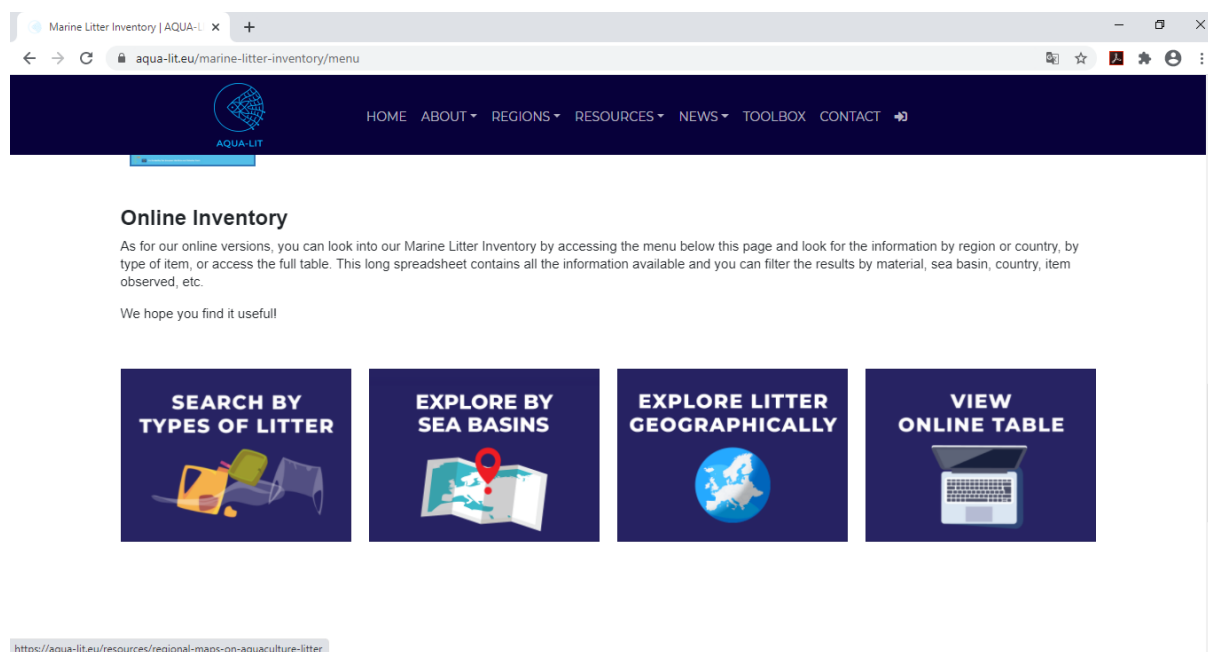 Marine Litter Inventory | AQUA-L
aqua-lit.eu/marine-litter-inventory/menu
AQUA-LIT
HOME ABOUT REGIONS RESOURCES NEWS TOOLBOX CONTACT
Online Inventory
As for our online versions, you can look into our Marine Litter Inventory by accessing the menu below this page and look for the information by region or country, by
type of item, or access the full table. This long spreadsheet contains all the information available and you can filter the results by material, sea basin, country, item
observed, etc.
We hope you find it useful!
SEARCH BY
TYPES OF LITTER
EXPLORE BY
SEA BASINS
EXPLORE LITTER
GEOGRAPHICALLY
VIEW
ONLINE TABLE
https://aqua-lit.eu/resources/regional-maps-on-aquaculture-litter